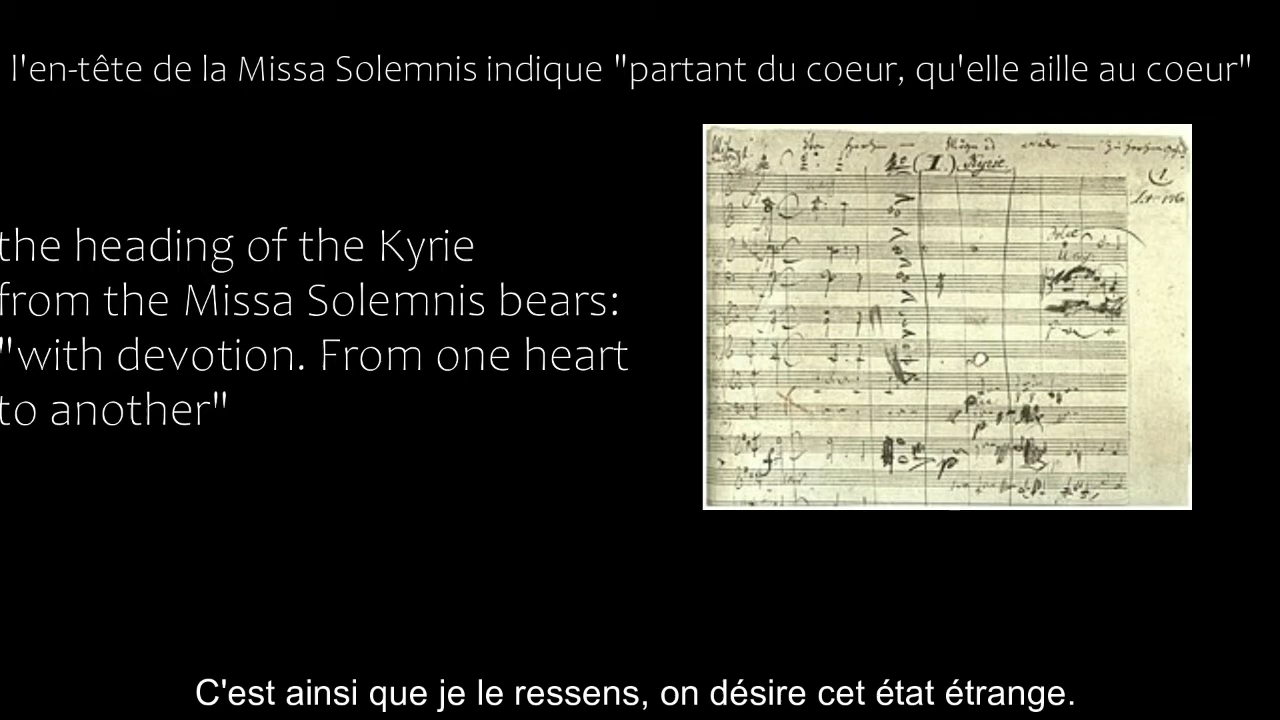 l'en-tête de la Missa Solemnis indique "partant du coeur, qu'elle aille au coeur"
the heading of the Kyrie
from the Missa Solemnis bears:
"with devotion. From one heart
to another"
(I.) Kyrie.
C'est ainsi que je le ressens, on désire cet état étrange.